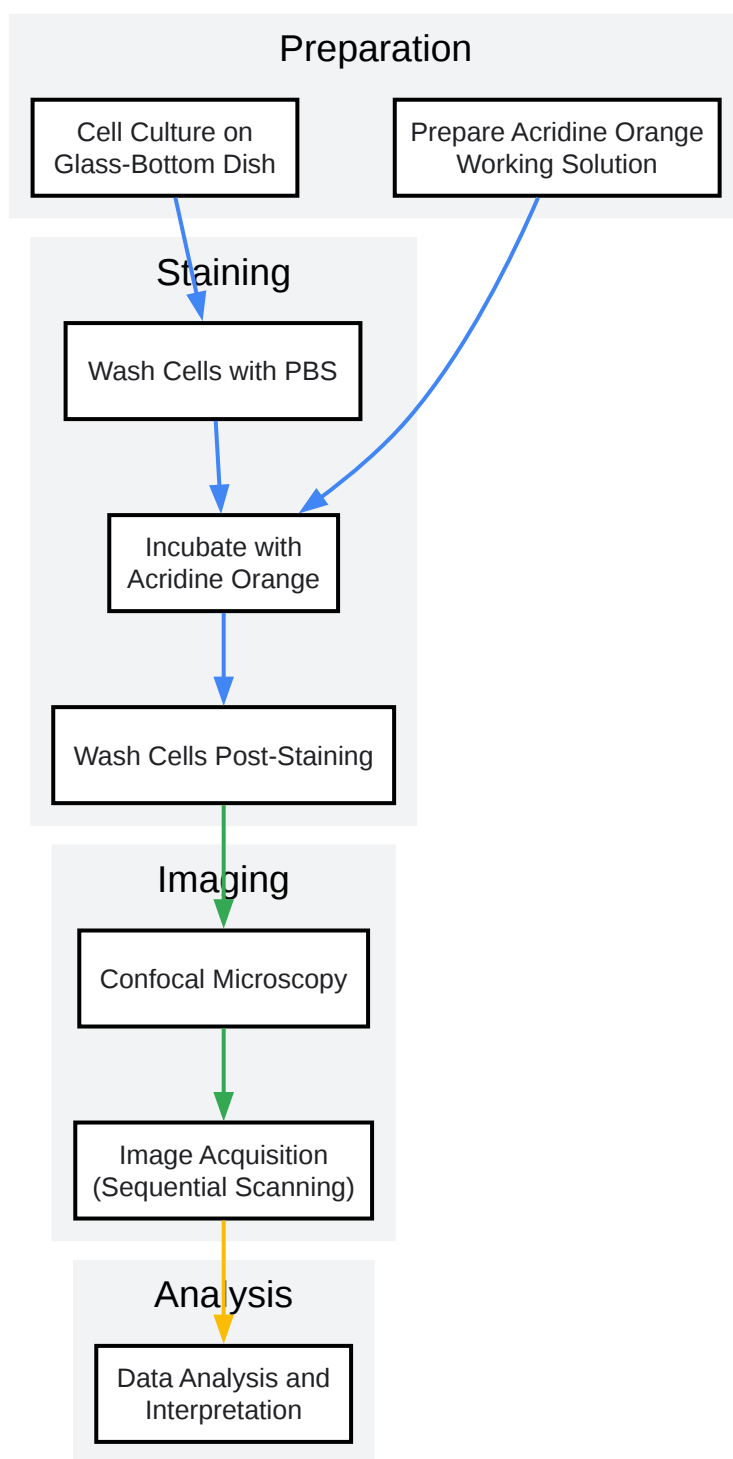 Preparation
Cell Culture on
Glass-Bottom Dish
Prepare Acridine Orange
Working Solution
Staining
Wash Cells with PBS
Incubate with
Acridine Orange
Wash Cells Post-Staining
Imaging
Confocal Microscopy
Image Acquisition
(Sequential Scanning)
Analysis
Data Analysis and
Interpretation